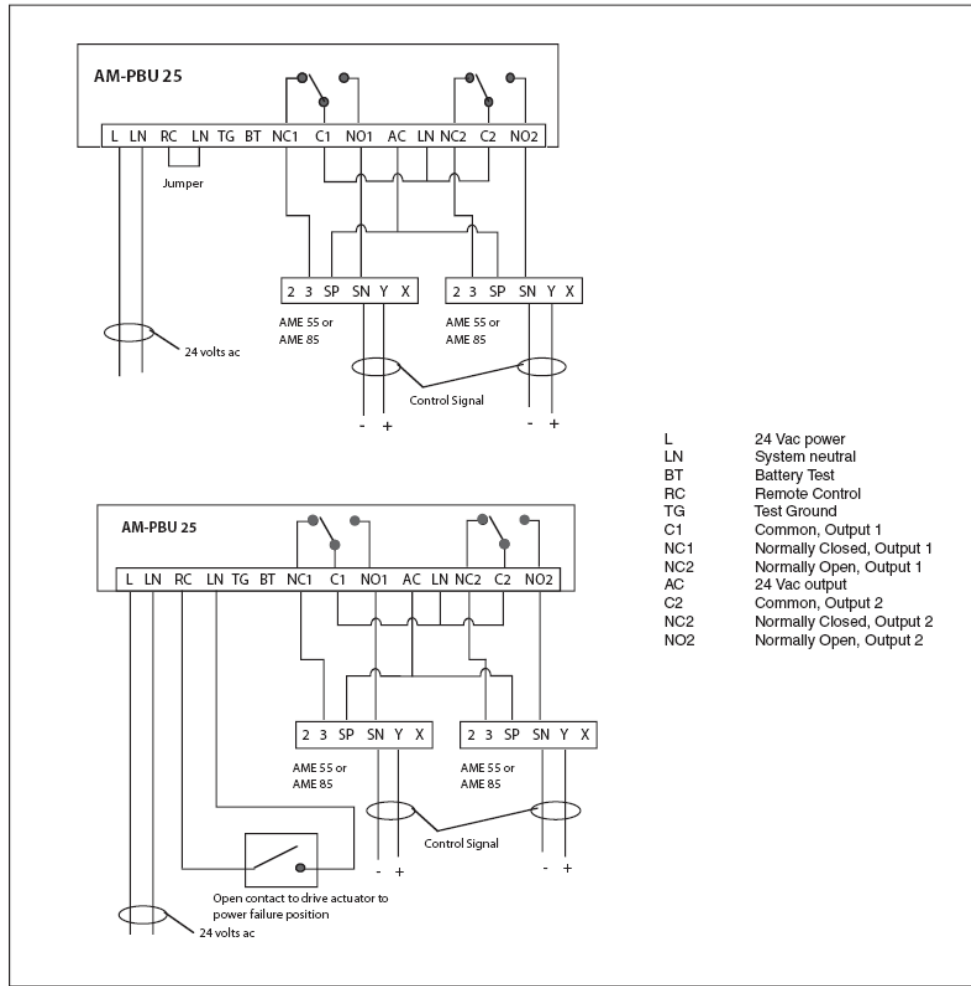 AM-PBU 25
L LN RC LN TG BT NC1 C1 NO1 AC LN NC2 C2 NO2
Jumper
2 3 SP SN Y X
2 3 SP SN Y X
AME 55 or
AME 85
AME 55 or
AME 85
24 volts ac
Control Signal
- +
- +
L 24 Vac power
LN System neutral
BT Battery Test
RC Remote Control
TG Test Ground
C1 Common, Output 1
NC1 Normally Closed, Output 1
NC2 Normally Open, Output 1
AC 24 Vac output
C2 Common, Output 2
NC2 Normally Closed, Output 2
NO2 Normally Open, Output 2
AM-PBU 25
L LN RC LN TG BT NC1 C1 NO1 AC LN NC2 C2 NO2
2 3 SP SN Y X
2 3 SP SN Y X
AME 55 or
AME 85
AME 55 or
AME 85
Control Signal
- +
- +
Open contact to drive actuator to
power failure position
24 volts ac